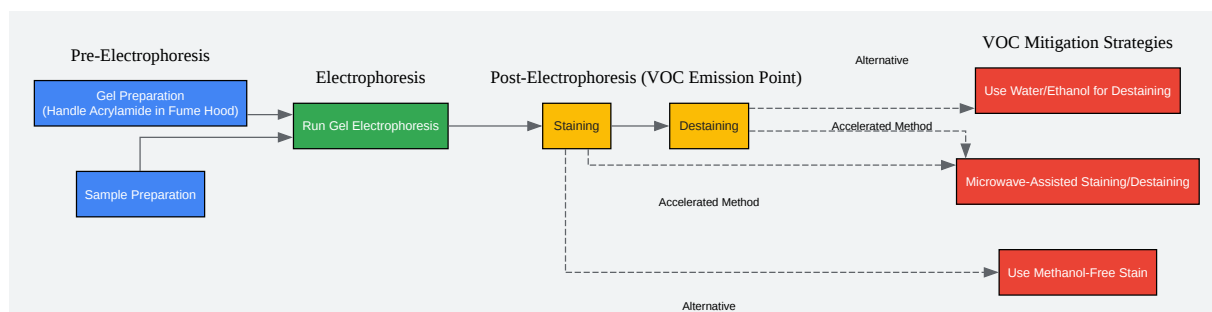 Pre-Electrophoresis
Gel Preparation
(Handle Acrylamide in Fume Hood)
Sample Preparation
Electrophoresis
Run Gel Electrophoresis
Post-Electrophoresis (VOC Emission Point)
Staining
Destaining
Alternative
Accelerated Method
Accelerated Method
Alternative
VOC Mitigation Strategies
Use Water/Ethanol for Destaining
Microwave-Assisted Staining/Destaining
Use Methanol-Free Stain